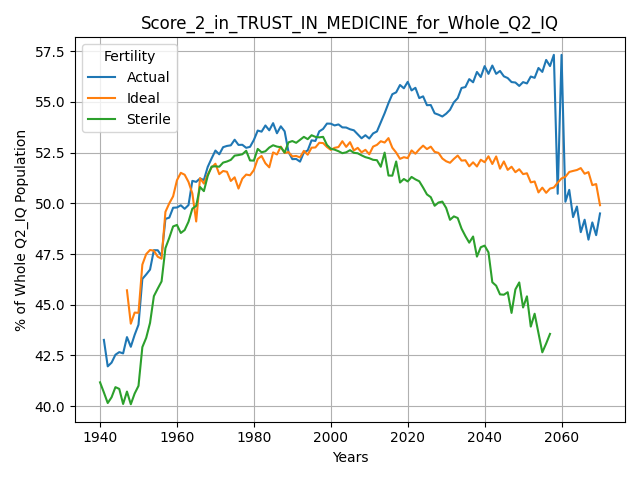 Score_2_in_TRUST_IN_MEDICINE_for_Whole_Q2_IQ
% of Whole Q2_IQ Population
57.5
55.0
52.5
50.0
47.5
45.0
42.5
40.0
Fertility
Actual
Ideal
Sterile
1940 1960 1980 2000 2020 2040 2060
Years